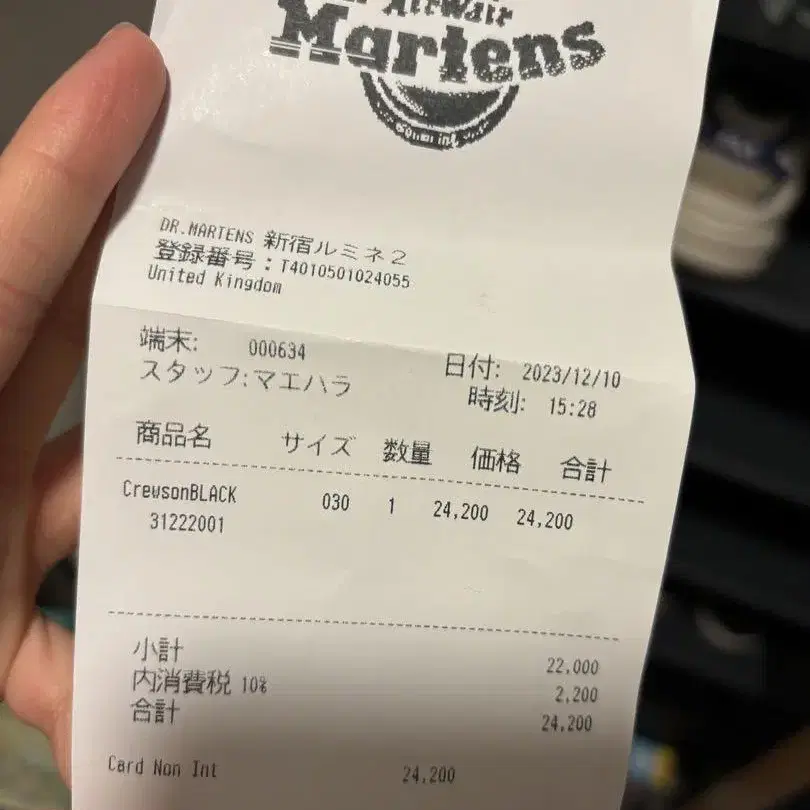 AirWair
Martens
DR.MARTENS 新宿ルミネ2
登録番号：T4010501024055
United Kingdom
端末: 000634 日付: 2023/12/10
スタッフ:マエハラ 時刻: 15:28
商品名 サイズ 数量 価格 合計
CrewsonBLACK 030 1 24,200 24,200
31222001
小計 22,000
内消費税 10% 2,200
合計 24,200
Card Non Int 24,200